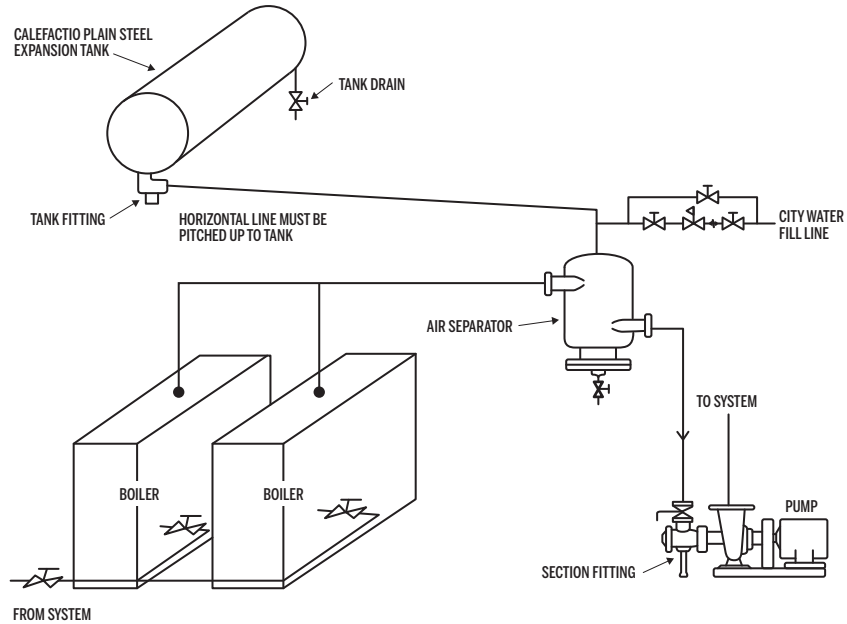 CALEFACTIO PLAIN STEEL
EXPANSION TANK
TANK DRAIN
TANK FITTING
HORIZONTAL LINE MUST BE
PITCHED UP TO TANK
CITY WATER
FILL LINE
AIR SEPARATOR
TO SYSTEM
BOILER
BOILER
PUMP
SECTION FITTING
FROM SYSTEM